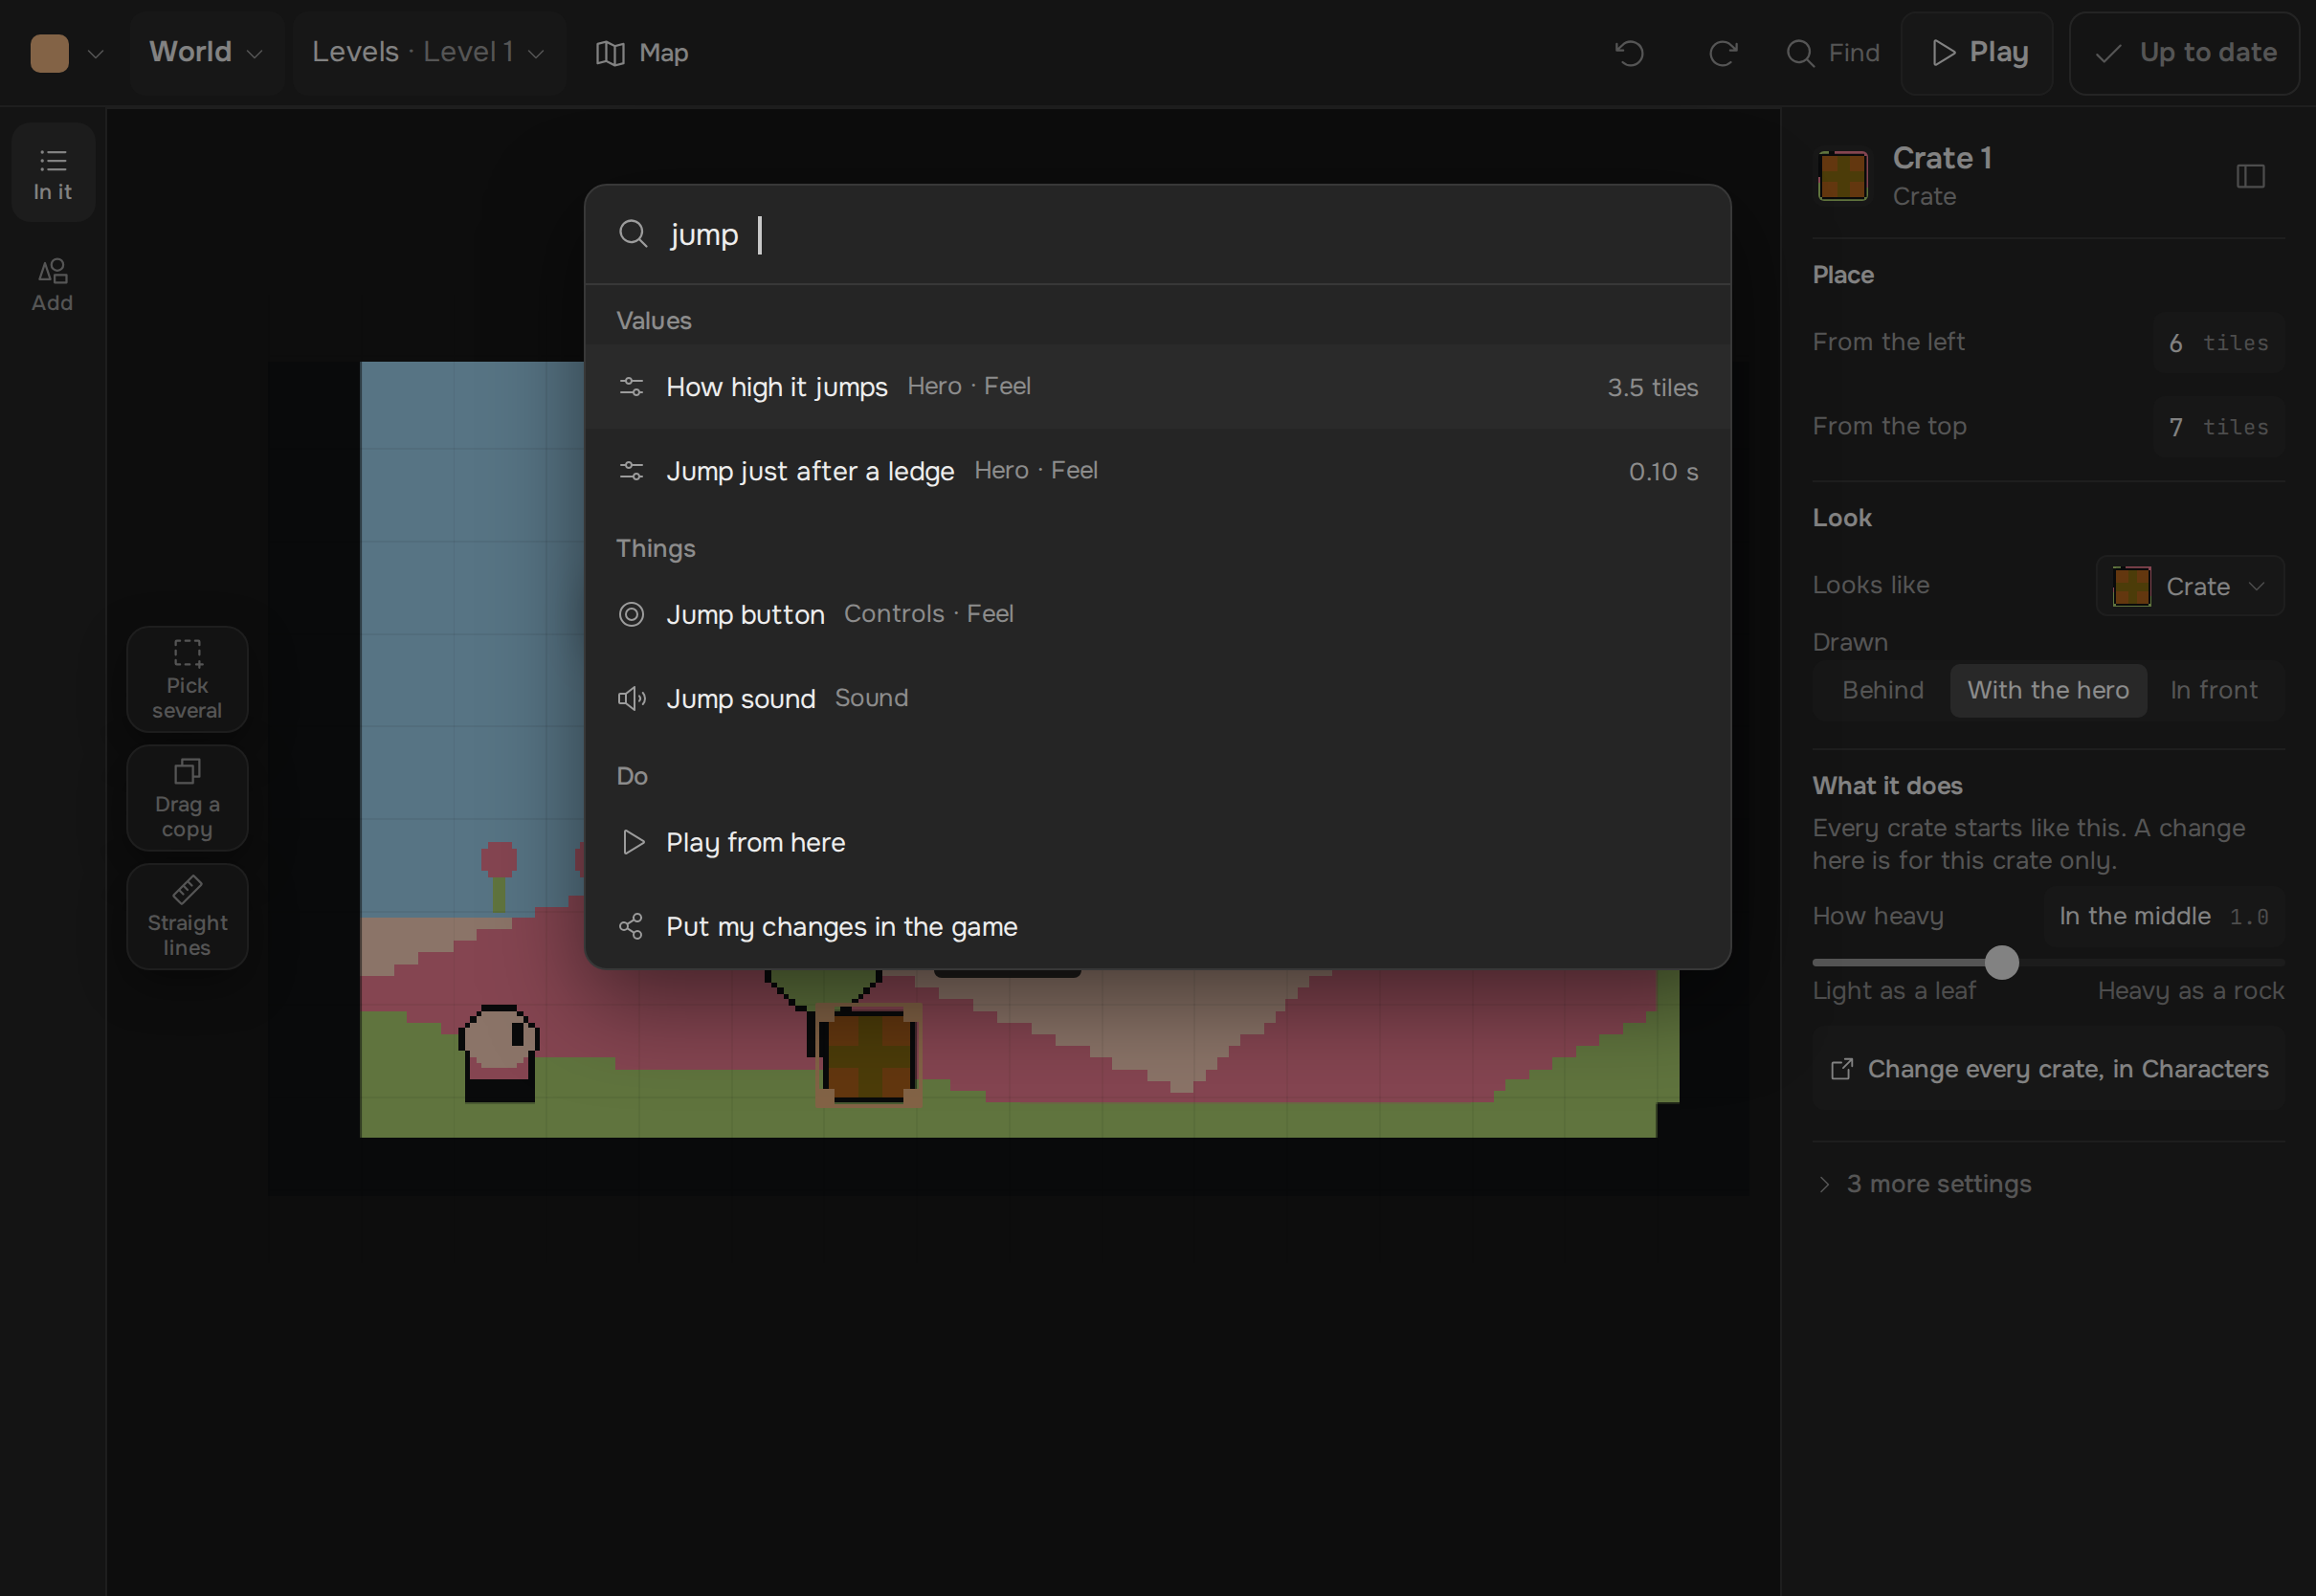 World
Levels · Level 1
Map
Find
Play
Up to date
In it
Add
jump
Values
How high it jumps Hero · Feel 3.5 tiles
Jump just after a ledge Hero · Feel 0.10 s
Things
Jump button Controls · Feel
Jump sound Sound
Do
Play from here
Put my changes in the game
Pick
several
Drag a
copy
Straight
lines
Crate 1
Crate
Place
From the left 6 tiles
From the top 7 tiles
Look
Looks like Crate
Drawn
Behind With the hero In front
What it does
Every crate starts like this. A change
here is for this crate only.
How heavy In the middle 1.0
Light as a leaf Heavy as a rock
Change every crate, in Characters
3 more settings